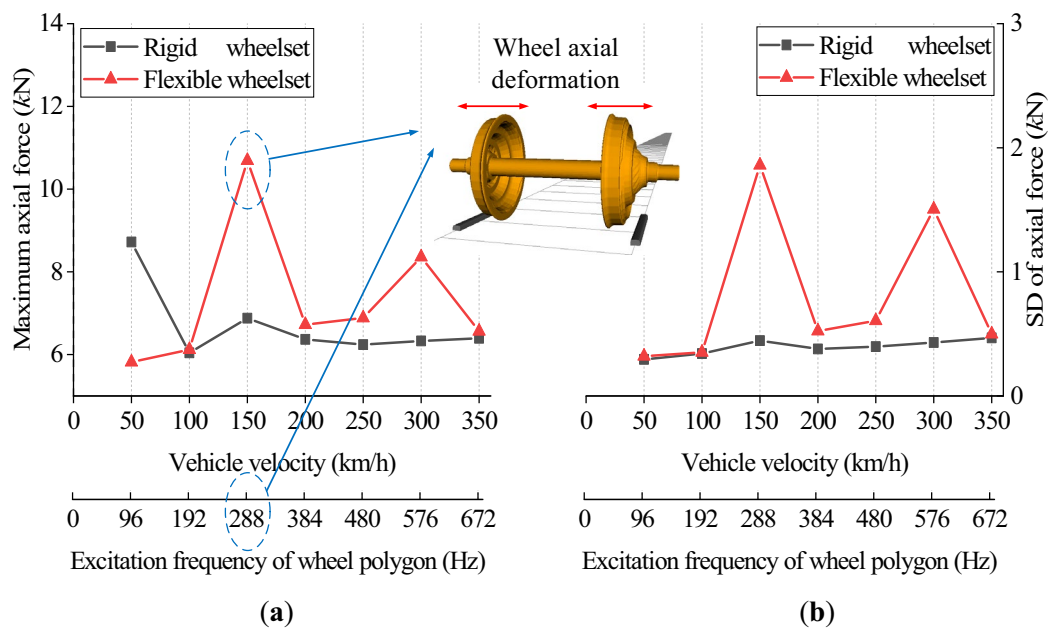 Rigid wheelset
Flexible wheelset
Wheel axial
deformation
Maximum axial force (kN)
14
12
10
8
6
0 50 100 150 200 250 300 350
Vehicle velocity (km/h)
0 96 192 288 384 480 576 672
Excitation frequency of wheel polygon (Hz)
(a)
Rigid wheelset
Flexible wheelset
3
2
1
0
SD of axial force (kN)
0 50 100 150 200 250 300 350
Vehicle velocity (km/h)
0 96 192 288 384 480 576 672
Excitation frequency of wheel polygon (Hz)
(b)